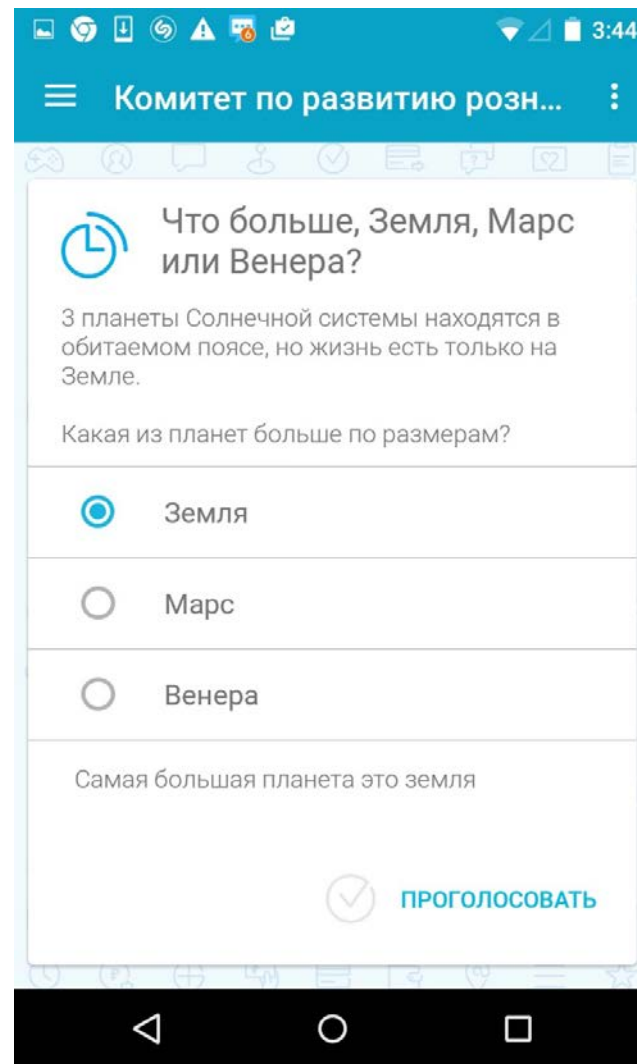 3:44
Комитет по развитию розн...
Что больше, Земля, Марс
или Венера?
3 планеты Солнечной системы находятся в
обитаемом поясе, но жизнь есть только на
Земле.
Какая из планет больше по размерам?
Земля
Марс
Венера
Самая большая планета это земля
ПРОГОЛОСОВАТЬ